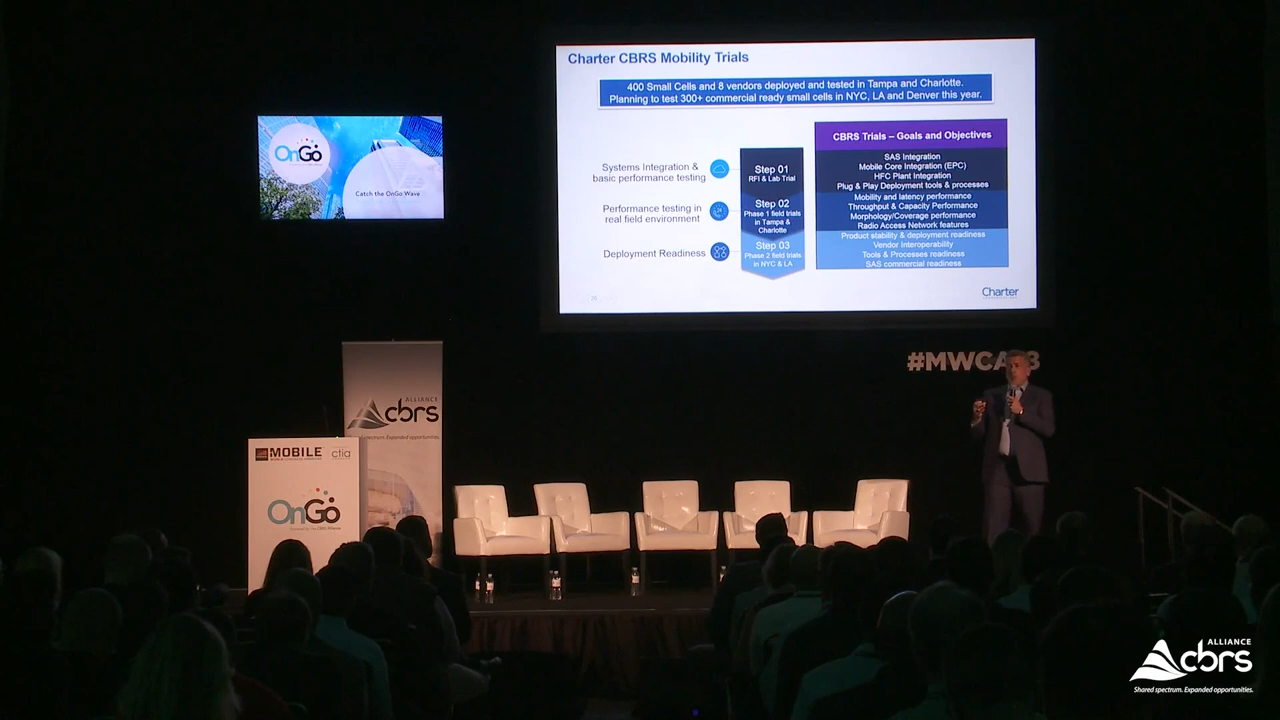 Charter CBRS Mobility Trials
400 Small Cells and 8 vendors deployed and tested in Tampa and Charlotte.
Planning to test 300+ commercial ready small cells in NYC, LA and Denver this year.
Systems Integration &
basic performance testing
Performance testing in
real field environment
Deployment Readiness
Step 01
RFI & Lab Trial
Step 02
Phase 1 field trials
in Tampa &
Charlotte
Step 03
Phase 2 field trials
in NYC & LA
CBRS Trials – Goals and Objectives
SAS Integration
Mobile Core Integration (EPC)
HFC Plant Integration
Plug & Play Deployment tools & processes
Mobility and latency performance
Throughput & Capacity Performance
Morphology/Coverage performance
Radio Access Network features
Product stability & deployment readiness
Vendor Interoperability
Tools & Processes readiness
SAS commercial readiness
Charter
OnGo
Catch the OnGo Wave
#MWCA
ALLIANCE
cbrs
spectrum. Expanded opportunities.
MOBILE
ctia
OnGo
ALLIANCE
cbrs
Shared spectrum. Expanded opportunities.